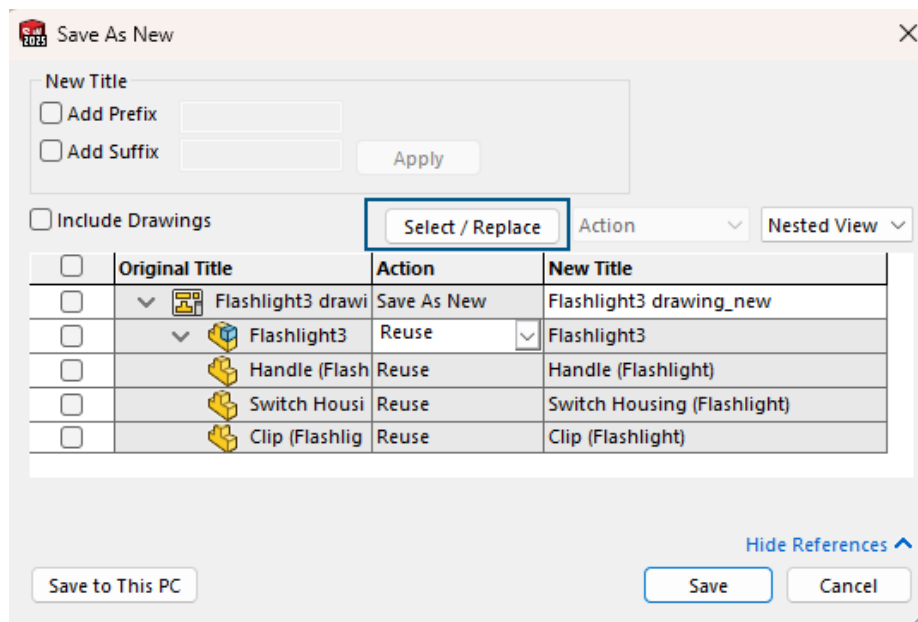 SW 2025
Save As New
New Title
Add Prefix
Add Suffix
Apply
Include Drawings
Select / Replace
Action
Nested View
Original Title Action New Title
Flashlight3 drawi Save As New Flashlight3 drawing_new
Flashlight3 Reuse Flashlight3
Handle (Flash Reuse Handle (Flashlight)
Switch Housi Reuse Switch Housing (Flashlight)
Clip (Flashlig Reuse Clip (Flashlight)
Hide References
Save to This PC
Save
Cancel